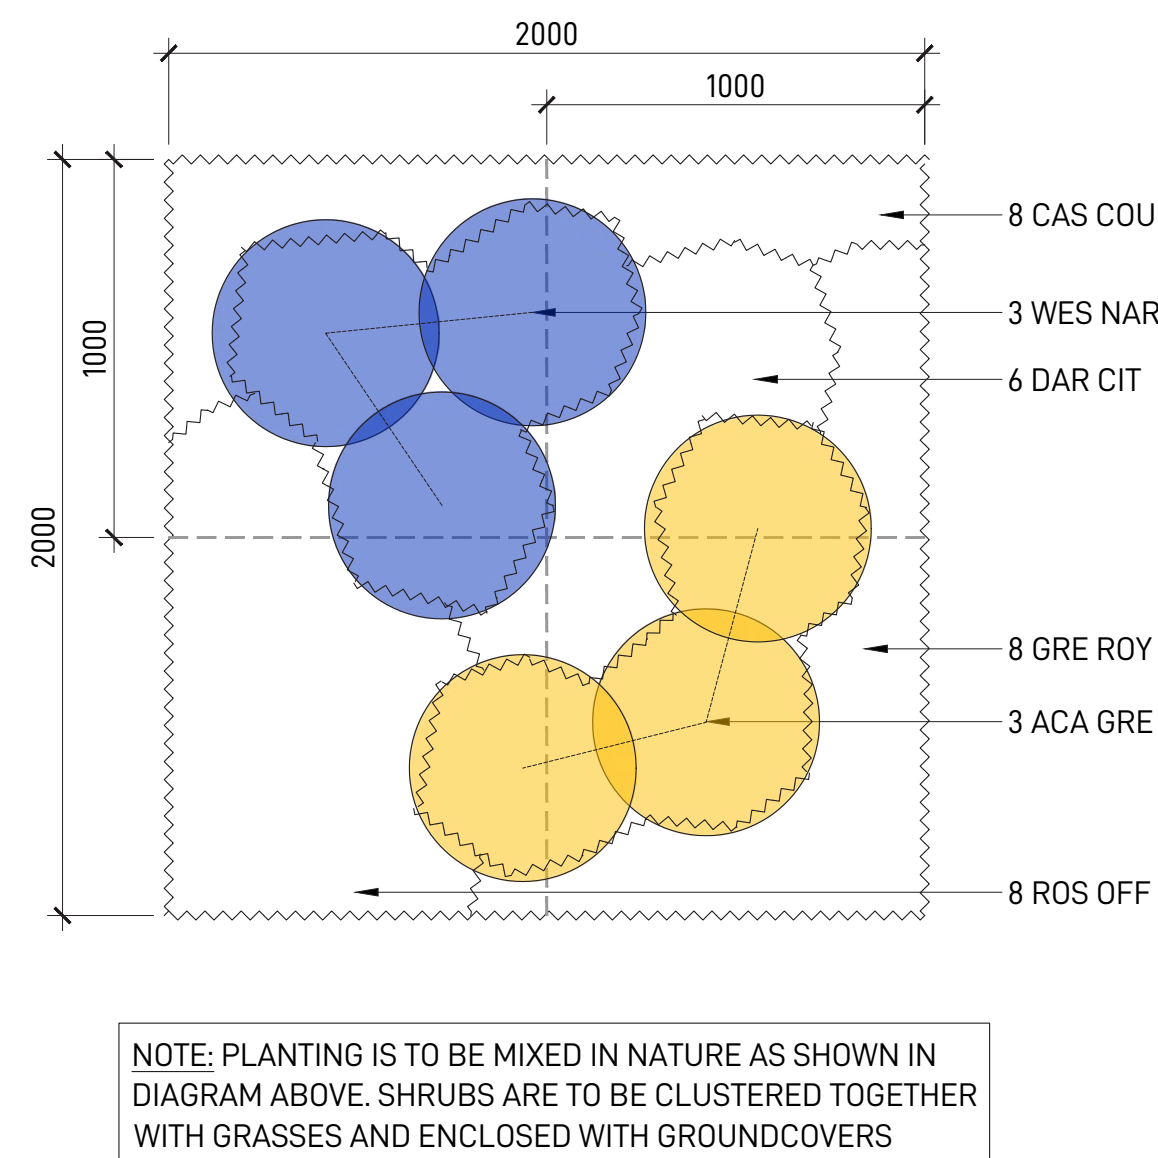 2000
1000
8 CAS COU
3 WES NAR
1000
6 DAR CIT
2000
8 GRE ROY
3 ACA GRE
8 ROS OFF
NOTE: PLANTING IS TO BE MIXED IN NATURE AS SHOWN IN
DIAGRAM ABOVE. SHRUBS ARE TO BE CLUSTERED TOGETHER
WITH GRASSES AND ENCLOSED WITH GROUNDCOVERS